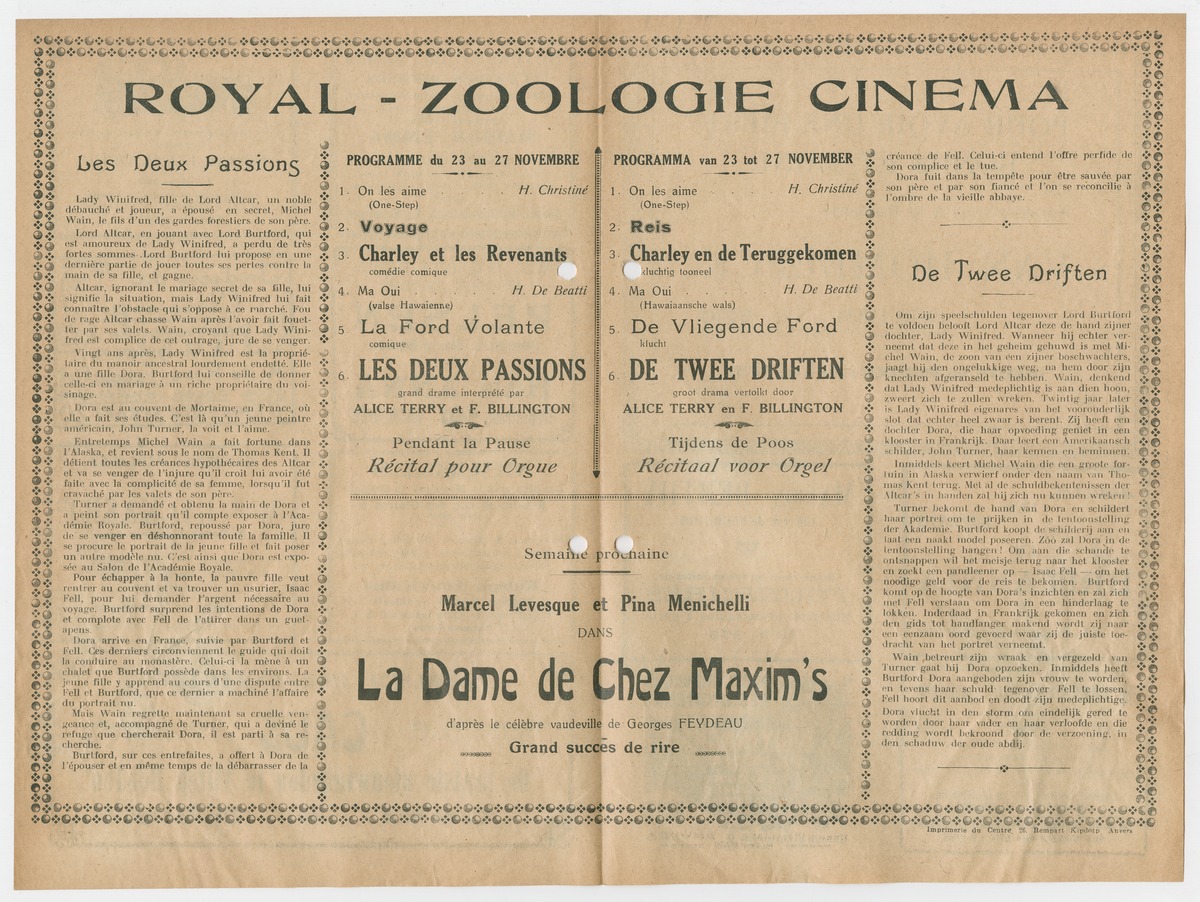 ROYAL - ZOOLOGIE CINEMA
Les Deux Passions
Lady Winifred, fille de Lord Altcar, un noble
débauché et joueur, a épousé en secret, Michel
Wain, le fils d'un des gardes forestiers de son père.
Lord Altcar, en jouant avec Lord Burtford, qui
est amoureux de Lady Winifred, a perdu de très
fortes sommes. Lord Burtford lui propose en une
dernière partie de jouer toutes ses pertes contre la
main de sa fille, et gagne.
Altcar, ignorant le mariage secret de sa fille, lui
signifie la situation, mais Lady Winifred lui fait
connaître l'obstacle qui s'oppose à ce marché. Fou
de rage Altcar chasse Wain après l'avoir fait fouet-
ter par ses valets. Wain, croyant que Lady Wini-
fred est complice de cet outrage, jure de se venger.
Vingt ans après, Lady Winifred est la proprié-
taire du manoir ancestral lourdement endetté. Elle
a une fille Dora. Burtford lui conseille de donner
celle-ci en mariage à un riche propriétaire du voi-
sinage.
Dora est au couvent de Mortaime, en France, où
elle a fait ses études. C'est là qu'un jeune peintre
américain, John Turner, la voit et l'aime.
Entretemps Michel Wain a fait fortune dans
l'Alaska, et revient sous le nom de Thomas Kent. Il
détient toutes les créances hypothécaires des Altcar
et va se venger de l'injure qu'il croit lui avoir été
faite avec la complicité de sa femme, lorsqu'il fut
cravaché par les valets de son père.
Turner a demandé et obtenu la main de Dora et
a peint son portrait qu'il compte exposer à l'Aca-
démie Royale. Burtford, repoussé par Dora, jure
de se venger en déshonnorant toute la famille. Il
se procure le portrait de la jeune fille et fait poser
un autre modèle nu. C'est ainsi que Dora est expo-
sée au Salon de l'Académie Royale.
Pour échapper à la honte, la pauvre fille veut
rentrer au couvent et va trouver un usurier, Isaac
Fell, pour lui demander l'argent nécessaire au
voyage. Burtford surprend les intentions de Dora
et complote avec Fell de l'attirer dans un guet-
apens.
Dora arrive en France, suivie par Burtford et
Fell. Ces derniers circonviennent le guide qui doit
la conduire au monastère. Celui-ci la mène à un
chalet que Burtford possède dans les environs. La
jeune fille y apprend au cours d'une dispute entre
Fell et Burtford, que ce dernier a machiné l'affaire
du portrait nu.
Mais Wain regrette maintenant sa cruelle ven-
geance et, accompagné de Turner, qui a deviné le
refuge que chercherait Dora, il est parti à sa re-
cherche.
Burtford, sur ces entrefaites, a offert à Dora de
l'épouser et en même temps de la débarrasser de la
PROGRAMME du 23 au 27 NOVEMBRE
1. On les aime . . . . . H. Christiné
(One-Step)
2. Voyage
3. Charley et les Revenants
comédie comique
4. Ma Oui . . . . . H. De Beatti
(valse Hawaïenne)
5. La Ford Volante
comique
6. LES DEUX PASSIONS
grand drame interprété par
ALICE TERRY et F. BILLINGTON
Pendant la Pause
Récital pour Orgue
PROGRAMMA van 23 tot 27 NOVEMBER
1. On les aime . . . . . H. Christiné
(One-Step)
2. Reis
3. Charley en de Teruggekomen
kluchtig tooneel
4. Ma Oui . . . . . H. De Beatti
(Hawaiaansche wals)
5. De Vliegende Ford
klucht
6. DE TWEE DRIFTEN
groot drama vertolkt door
ALICE TERRY en F. BILLINGTON
Tijdens de Poos
Récitaal voor Orgel
Semaine prochaine
Marcel Levesque et Pina Menichelli
DANS
La Dame de Chez Maxim's
d'après le célèbre vaudeville de Georges FEYDEAU
Grand succès de rire
créance de Fell. Celui-ci entend l'offre perfide de
son complice et le tue.
Dora fuit dans la tempête pour être sauvée par
son père et par son fiancé et l'on se reconcilie à
l'ombre de la vieille abbaye.
De Twee Driften
Om zijn speelschulden tegenover Lord Burtford
te voldoen belooft Lord Altcar deze de hand zijner
dochter, Lady Winifred. Wanneer hij echter ver-
neemt dat deze in het geheim gehuwd is met Mi-
chel Wain, de zoon van een zijner boschwachters,
jaagt hij den ongelukkige weg, na hem door zijn
knechten afgeranseld te hebben. Wain, denkend
dat Lady Winifred medeplichtig is aan dien hoon,
zweert zich te zullen wreken. Twintig jaar later
is Lady Winifred eigenares van het voorouderlijk
slot dat echter heel zwaar is berent. Zij heeft een
dochter Dora, die haar opvoeding geniet in een
klooster in Frankrijk. Daar leert een Amerikaansch
schilder, John Turner, haar kennen en beminnen.
Inmiddels keert Michel Wain die een groote for-
tuin in Alaska verwierf onder den naam van Tho-
mas Kent terug. Met al de schuldbekentenissen der
Altcar's in handen zal hij zich nu kunnen wreken!
Turner bekomt de hand van Dora en schildert
haar portret om te prijken in de tentoonstelling
der Akademie. Burtford koopt de schilderij aan en
laat een naakt model poseeren. Zóó zal Dora in de
tentoonstelling hangen! Om aan die schande te
ontsnappen wil het meisje terug naar het klooster
en zoekt een pandleener op — Isaac Fell — om het
noodige geld voor de reis te bekomen. Burtford
komt op de hoogte van Dora's inzichten en zal zich
met Fell verstaan om Dora in een hinderlaag te
lokken. Inderdaad in Frankrijk gekomen en zich
den gids tot handlanger makend wordt zij naar
een eenzaam oord gevoerd waar zij de juiste toe-
dracht van het portret verneemt.
Wain betreurt zijn wraak en vergezeld van
Turner gaat hij Dora opzoeken. Inmiddels heeft
Burtford Dora aangeboden zijn vrouw te worden,
en tevens haar schuld tegenover Fell te lossen,
Fell hoort dit aanbod en doodt zijn medeplichtige.
Dora vlucht in den storm om eindelijk gered te
worden door haar vader en haar verloofde en die
redding wordt bekroond door de verzoening, in
den schaduw der oude abdij.
Imprimerie du Centre, 26, Rempart Kipdorp, Anvers